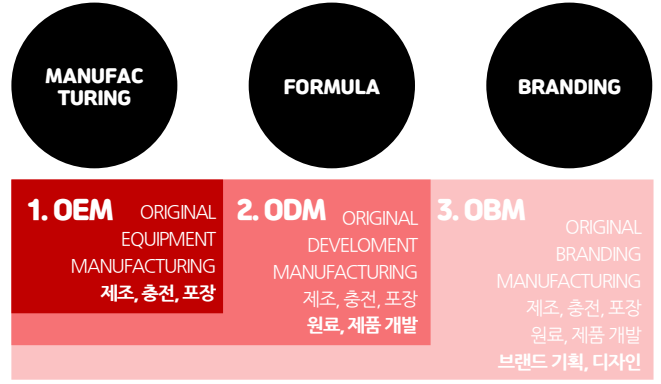 MANUFAC
TURING
FORMULA
BRANDING
1. OEM ORIGINAL
EQUIPMENT
MANUFACTURING
제조, 충전, 포장
2. ODM ORIGINAL
DEVELOMENT
MANUFACTURING
제조, 충전, 포장
원료, 제품 개발
3. OBM ORIGINAL
BRANDING
MANUFACTURING
제조, 충전, 포장
원료, 제품 개발
브랜드 기획, 디자인